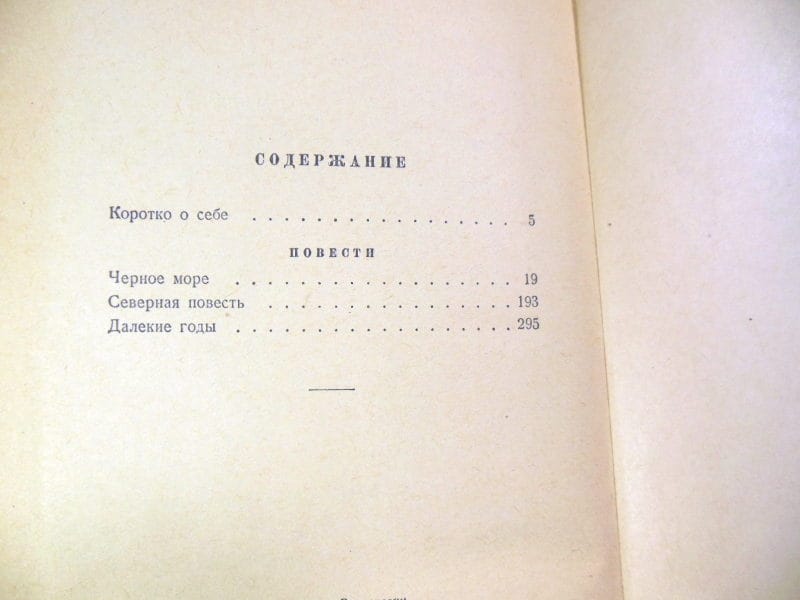 СОДЕРЖАНИЕ
Коротко о себе . . . . . . . . . . . . . . . . . 5
ПОВЕСТИ
Черное море . . . . . . . . . . . . . . . . . . 19
Северная повесть . . . . . . . . . . . . . . . . 193
Далекие годы . . . . . . . . . . . . . . . . . . 295